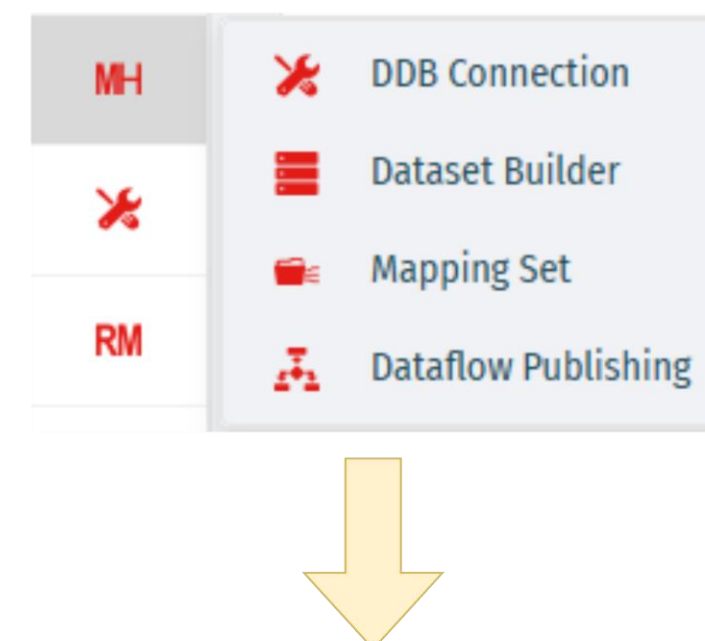 MH
DDB Connection
Dataset Builder
Mapping Set
RM
Dataflow Publishing